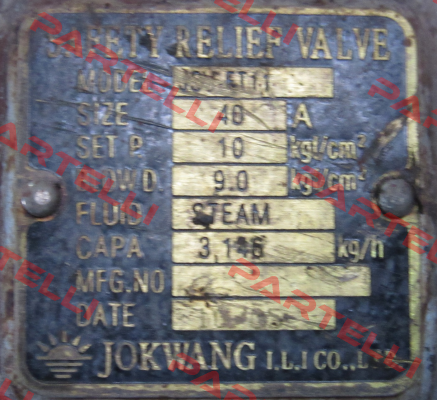 SAFETY RELIEF VALVE
MODEL
SIZE 40 A
SET P 10 kgf/cm²
BLOWD. 9.0 kgf/cm²
FLUID STEAM
CAPA kg/h
MFG.NO
DATE
JOKWANG I.L.I CO.,LTD
PARTELLI